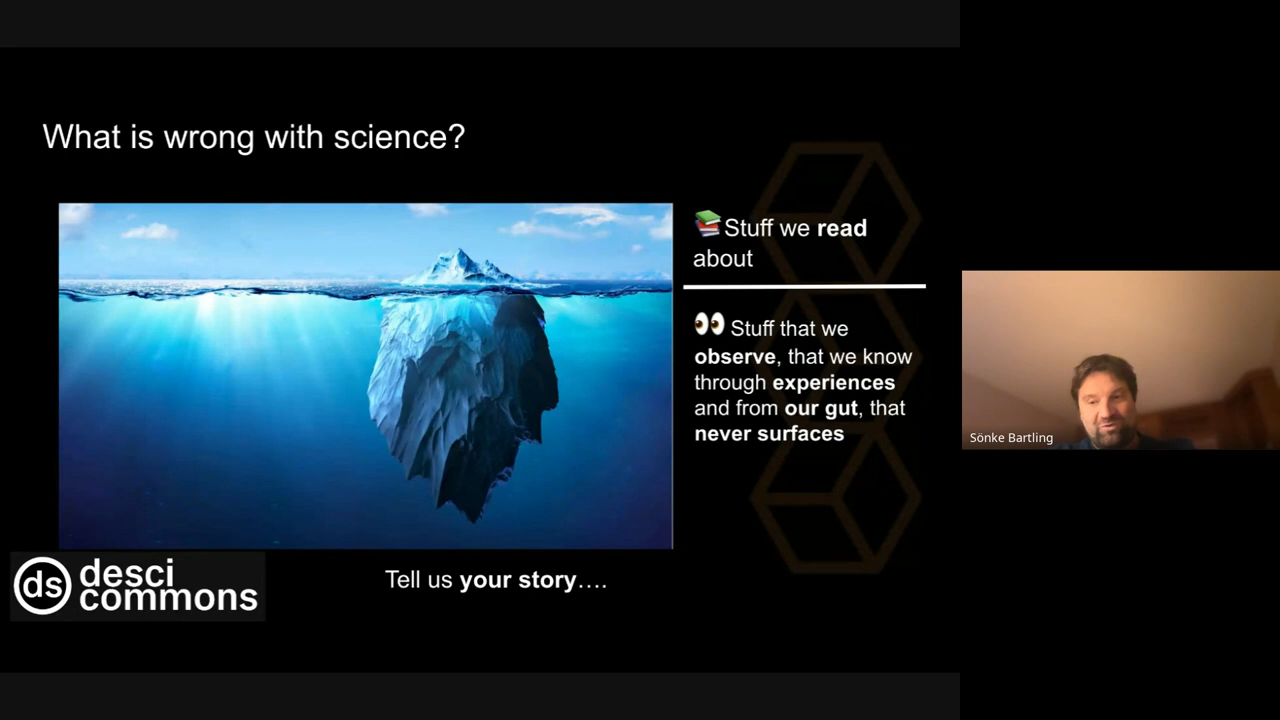 What is wrong with science?
Stuff we read
about
Stuff that we
observe, that we know
through experiences
and from our gut, that
never surfaces
Sönke Bartling
ds desci
commons
Tell us your story….